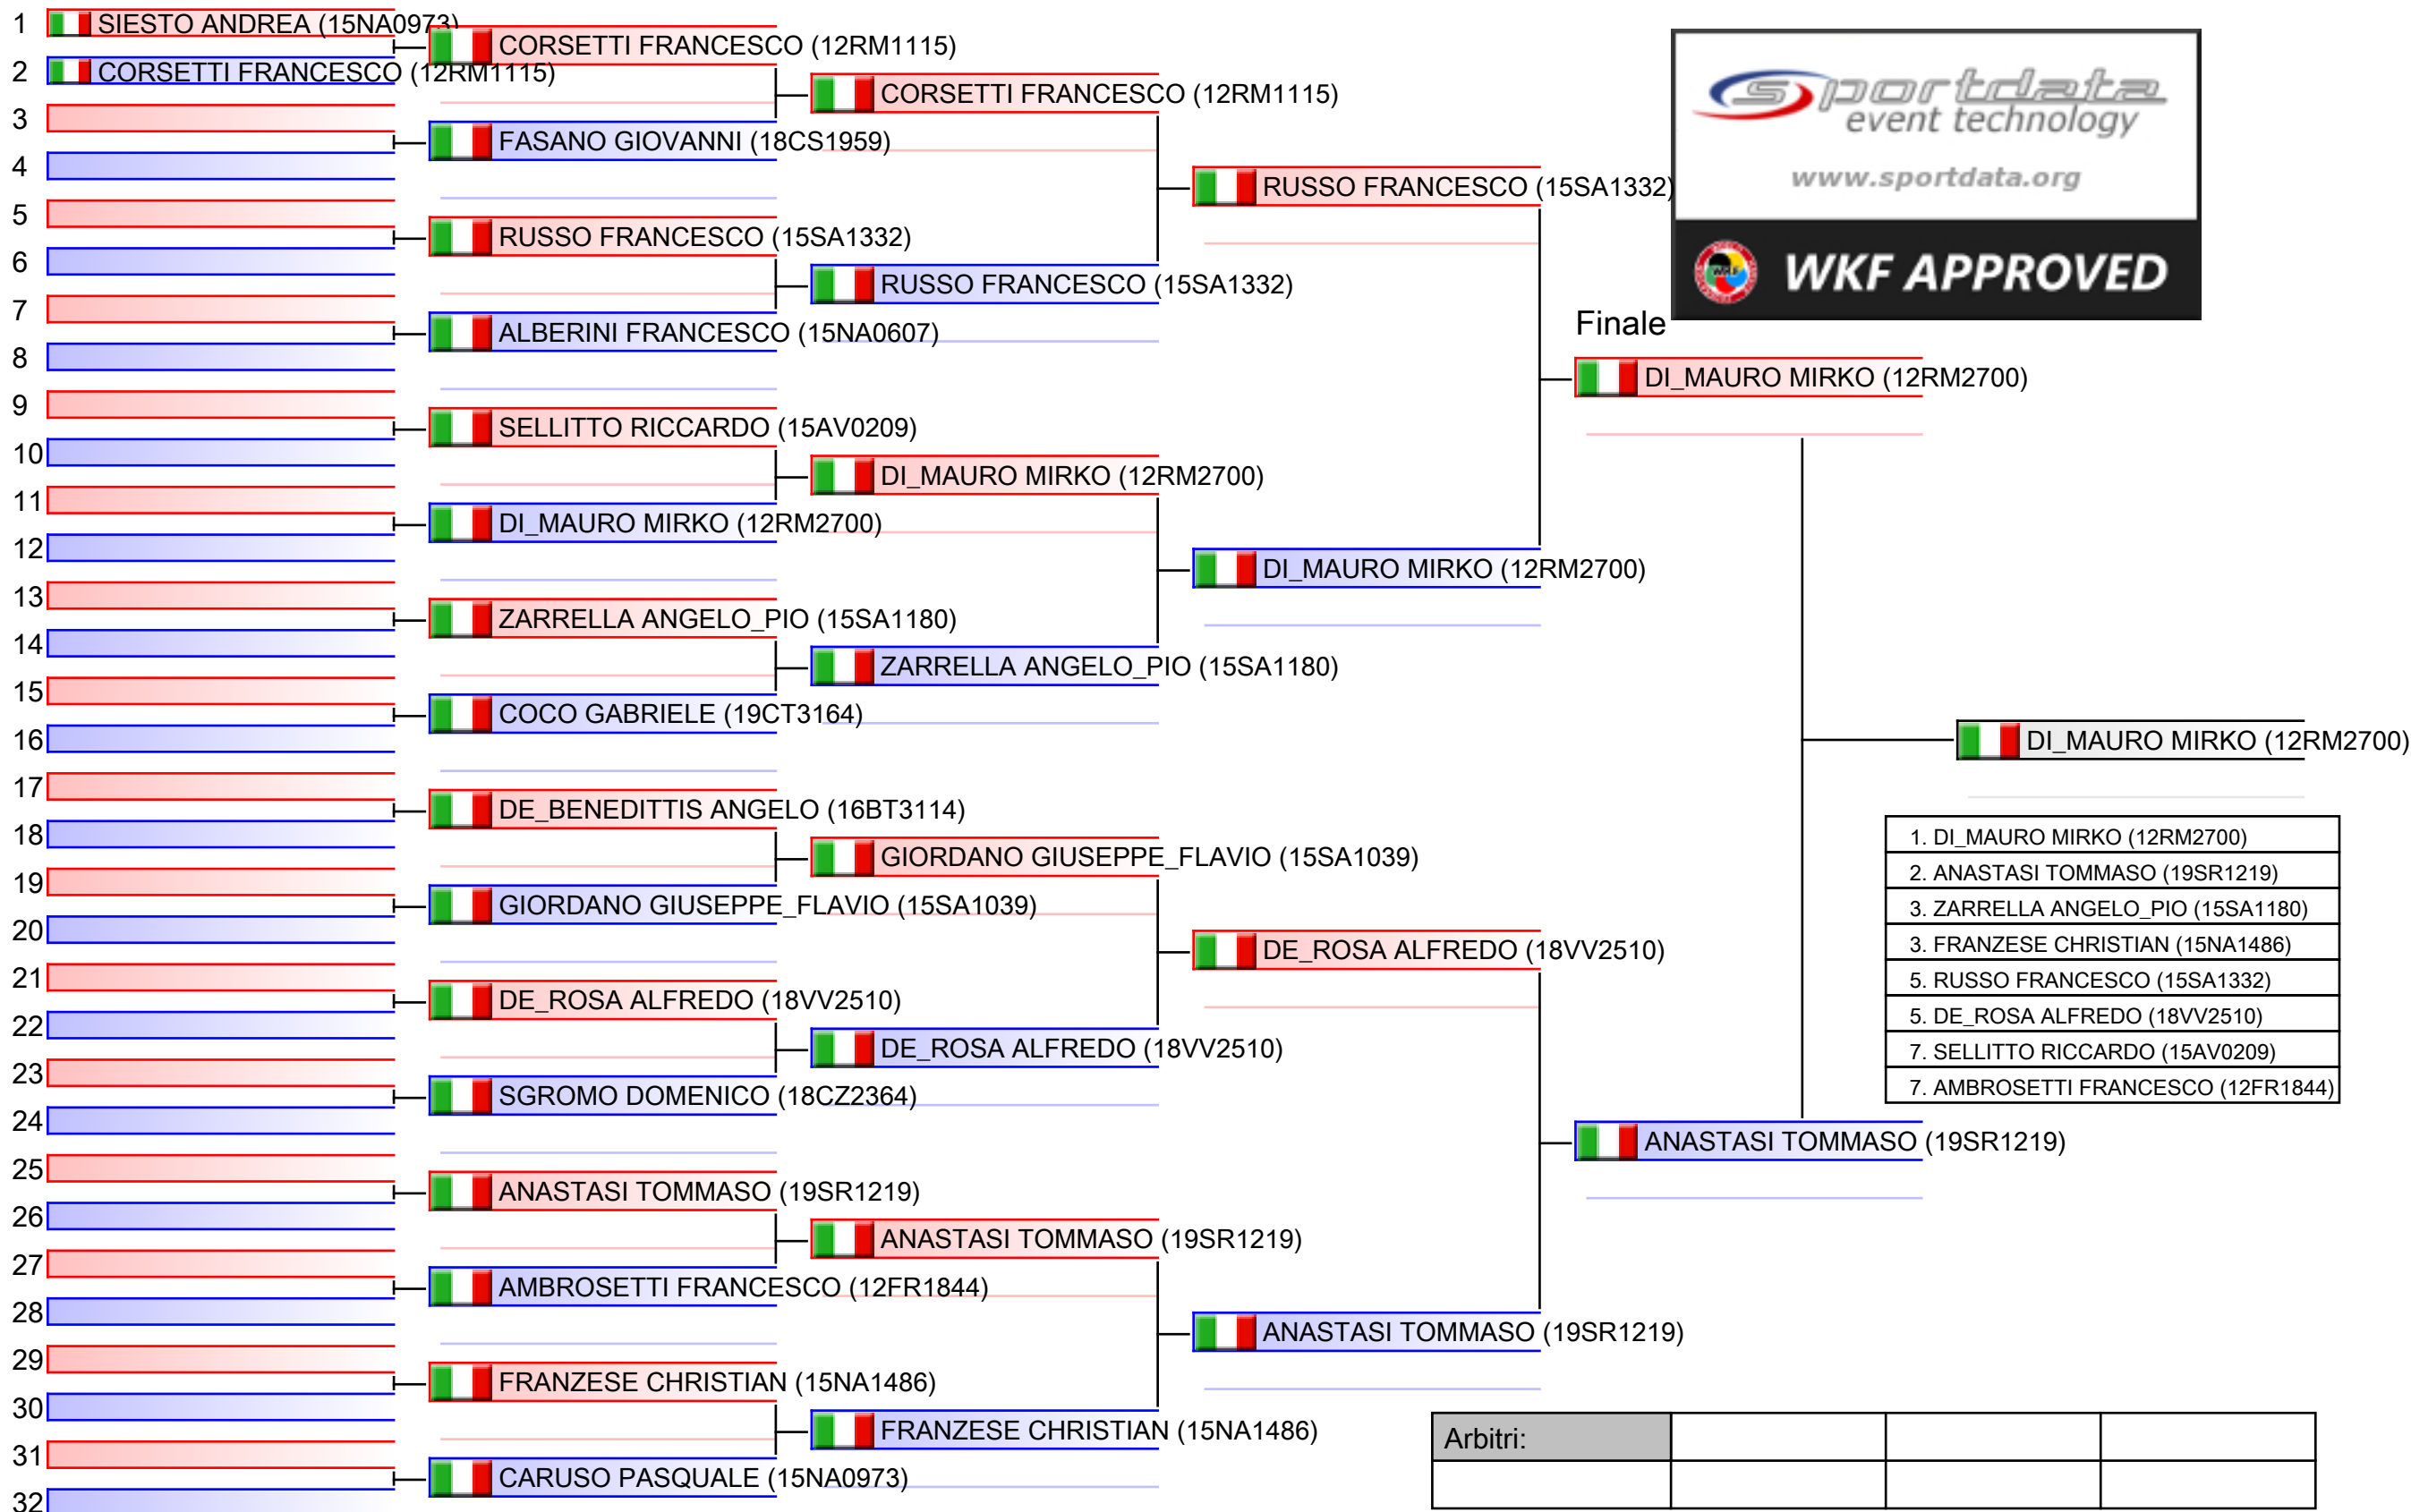 1
SIESTO ANDREA (15NA0973)
2
CORSETTI FRANCESCO (12RM1115)
3
4
5
6
7
8
9
10
11
12
13
14
15
16
17
18
19
20
21
22
23
24
25
26
27
28
29
30
31
32
CORSETTI FRANCESCO (12RM1115)
FASANO GIOVANNI (18CS1959)
RUSSO FRANCESCO (15SA1332)
ALBERINI FRANCESCO (15NA0607)
SELLITTO RICCARDO (15AV0209)
DI_MAURO MIRKO (12RM2700)
ZARRELLA ANGELO_PIO (15SA1180)
COCO GABRIELE (19CT3164)
DE_BENEDITTIS ANGELO (16BT3114)
GIORDANO GIUSEPPE_FLAVIO (15SA1039)
DE_ROSA ALFREDO (18VV2510)
SGROMO DOMENICO (18CZ2364)
ANASTASI TOMMASO (19SR1219)
AMBROSETTI FRANCESCO (12FR1844)
FRANZESE CHRISTIAN (15NA1486)
CARUSO PASQUALE (15NA0973)
CORSETTI FRANCESCO (12RM1115)
RUSSO FRANCESCO (15SA1332)
DI_MAURO MIRKO (12RM2700)
ZARRELLA ANGELO_PIO (15SA1180)
GIORDANO GIUSEPPE_FLAVIO (15SA1039)
DE_ROSA ALFREDO (18VV2510)
ANASTASI TOMMASO (19SR1219)
FRANZESE CHRISTIAN (15NA1486)
RUSSO FRANCESCO (15SA1332)
DI_MAURO MIRKO (12RM2700)
DE_ROSA ALFREDO (18VV2510)
ANASTASI TOMMASO (19SR1219)
sportdata
event technology
www.sportdata.org
WKF
WKF APPROVED
Finale
DI_MAURO MIRKO (12RM2700)
ANASTASI TOMMASO (19SR1219)
DI_MAURO MIRKO (12RM2700)
1. DI_MAURO MIRKO (12RM2700)
2. ANASTASI TOMMASO (19SR1219)
3. ZARRELLA ANGELO_PIO (15SA1180)
3. FRANZESE CHRISTIAN (15NA1486)
5. RUSSO FRANCESCO (15SA1332)
5. DE_ROSA ALFREDO (18VV2510)
7. SELLITTO RICCARDO (15AV0209)
7. AMBROSETTI FRANCESCO (12FR1844)
Arbitri: